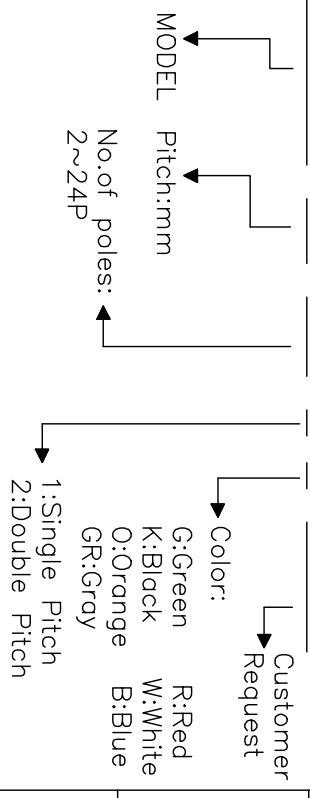 MODEL
Pitch:mm
No.of poles:
2~24P
1:Single Pitch
2:Double Pitch
Color:
G:Green R:Red
K:Black W:White
O:Orange B:Blue
GR:Gray
Customer
Request